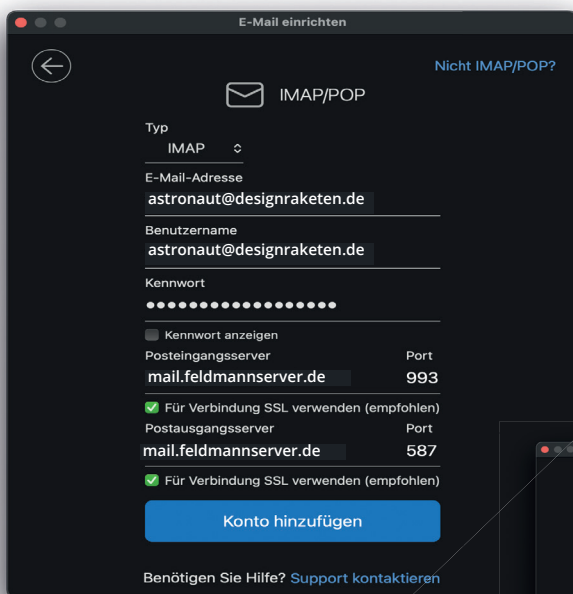 E-Mail einrichten
Nicht IMAP/POP?
IMAP/POP
Typ
IMAP
E-Mail-Adresse
astronaut@designraketen.de
Benutzername
astronaut@designraketen.de
Kennwort
Kennwort anzeigen
Posteingangsserver Port
mail.feldmannserver.de 993
Für Verbindung SSL verwenden (empfohlen)
Postausgangsserver Port
mail.feldmannserver.de 587
Für Verbindung SSL verwenden (empfohlen)
Konto hinzufügen
Benötigen Sie Hilfe? Support kontaktieren